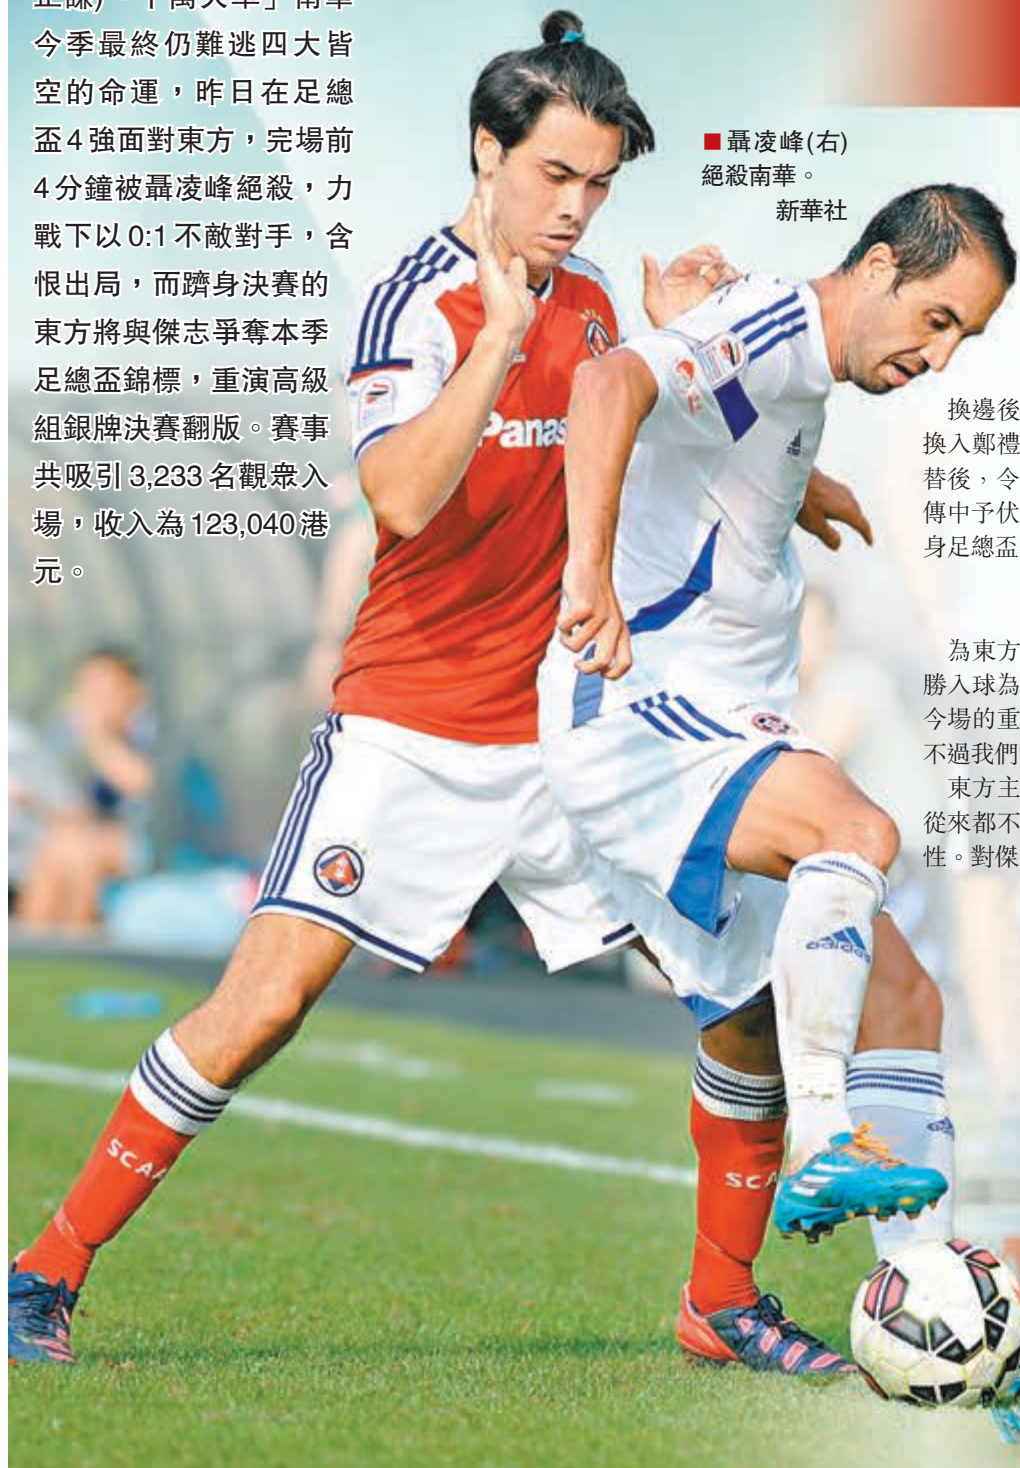 今季最終仍難逃四大皆
空的命運，昨日在足總
盃4強面對東方，完場前
4分鐘被聶凌峰絕殺，力
戰下以0:1不敵對手，含
恨出局，而躋身決賽的
東方將與傑志爭奪本季
足總盃錦標，重演高級
組銀牌決賽翻版。賽事
共吸引3,233名觀衆入
場，收入為123,040港
元。
■聶凌峰(右)
絕殺南華。
新華社
換邊後
換入鄭禮
替後，令
傳中予伏
身足總盃
為東方
勝入球為
今場的重
不過我們
東方主
從來都不
性。對傑
Panas
adidas
SCAA
SCA